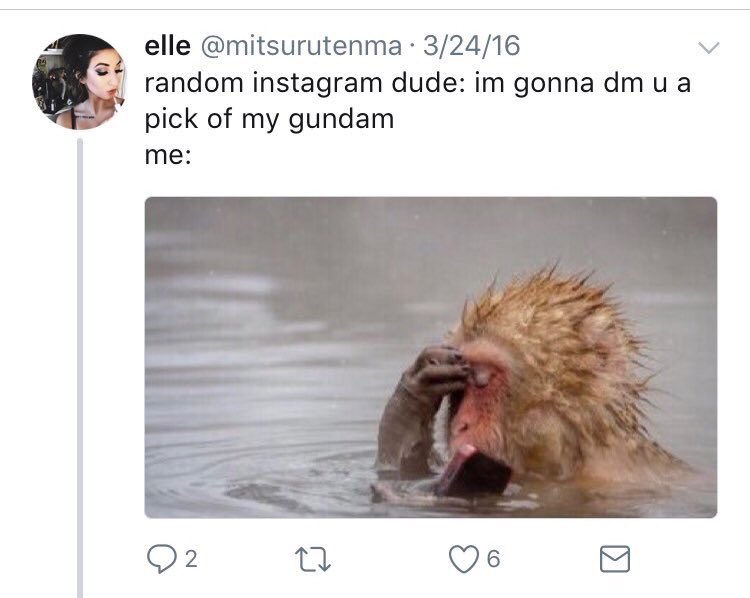 elle @mitsurutenma · 3/24/16
random instagram dude: im gonna dm u a
pick of my gundam
me:
2
6